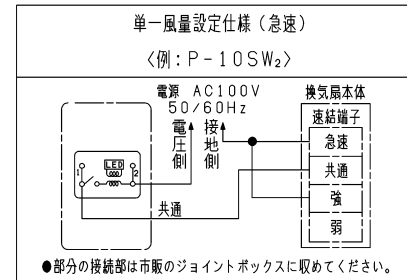 単一風量設定仕様（急速）
〈例：P-10SW₂〉
電源 AC100V
50/60Hz
電圧側
接地側
換気扇本体
速結端子
急速
共通
強
弱
LED
1
2
共通
●部分の接続部は市販のジョイントボックスに収めてください。